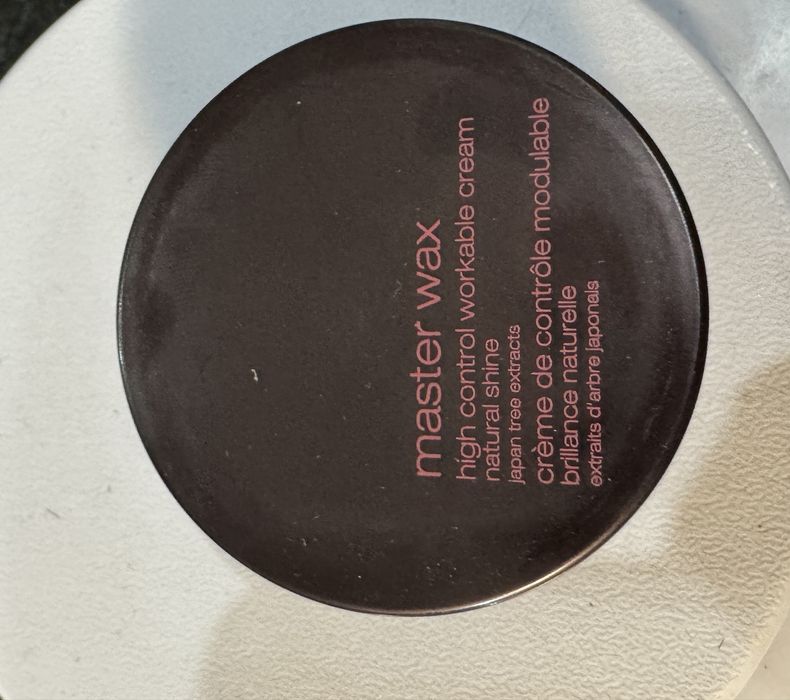 master wax
high control workable cream
natural shine
japan tree extracts
crème de contrôle modulable
brillance naturelle
extraits d'arbre japonais